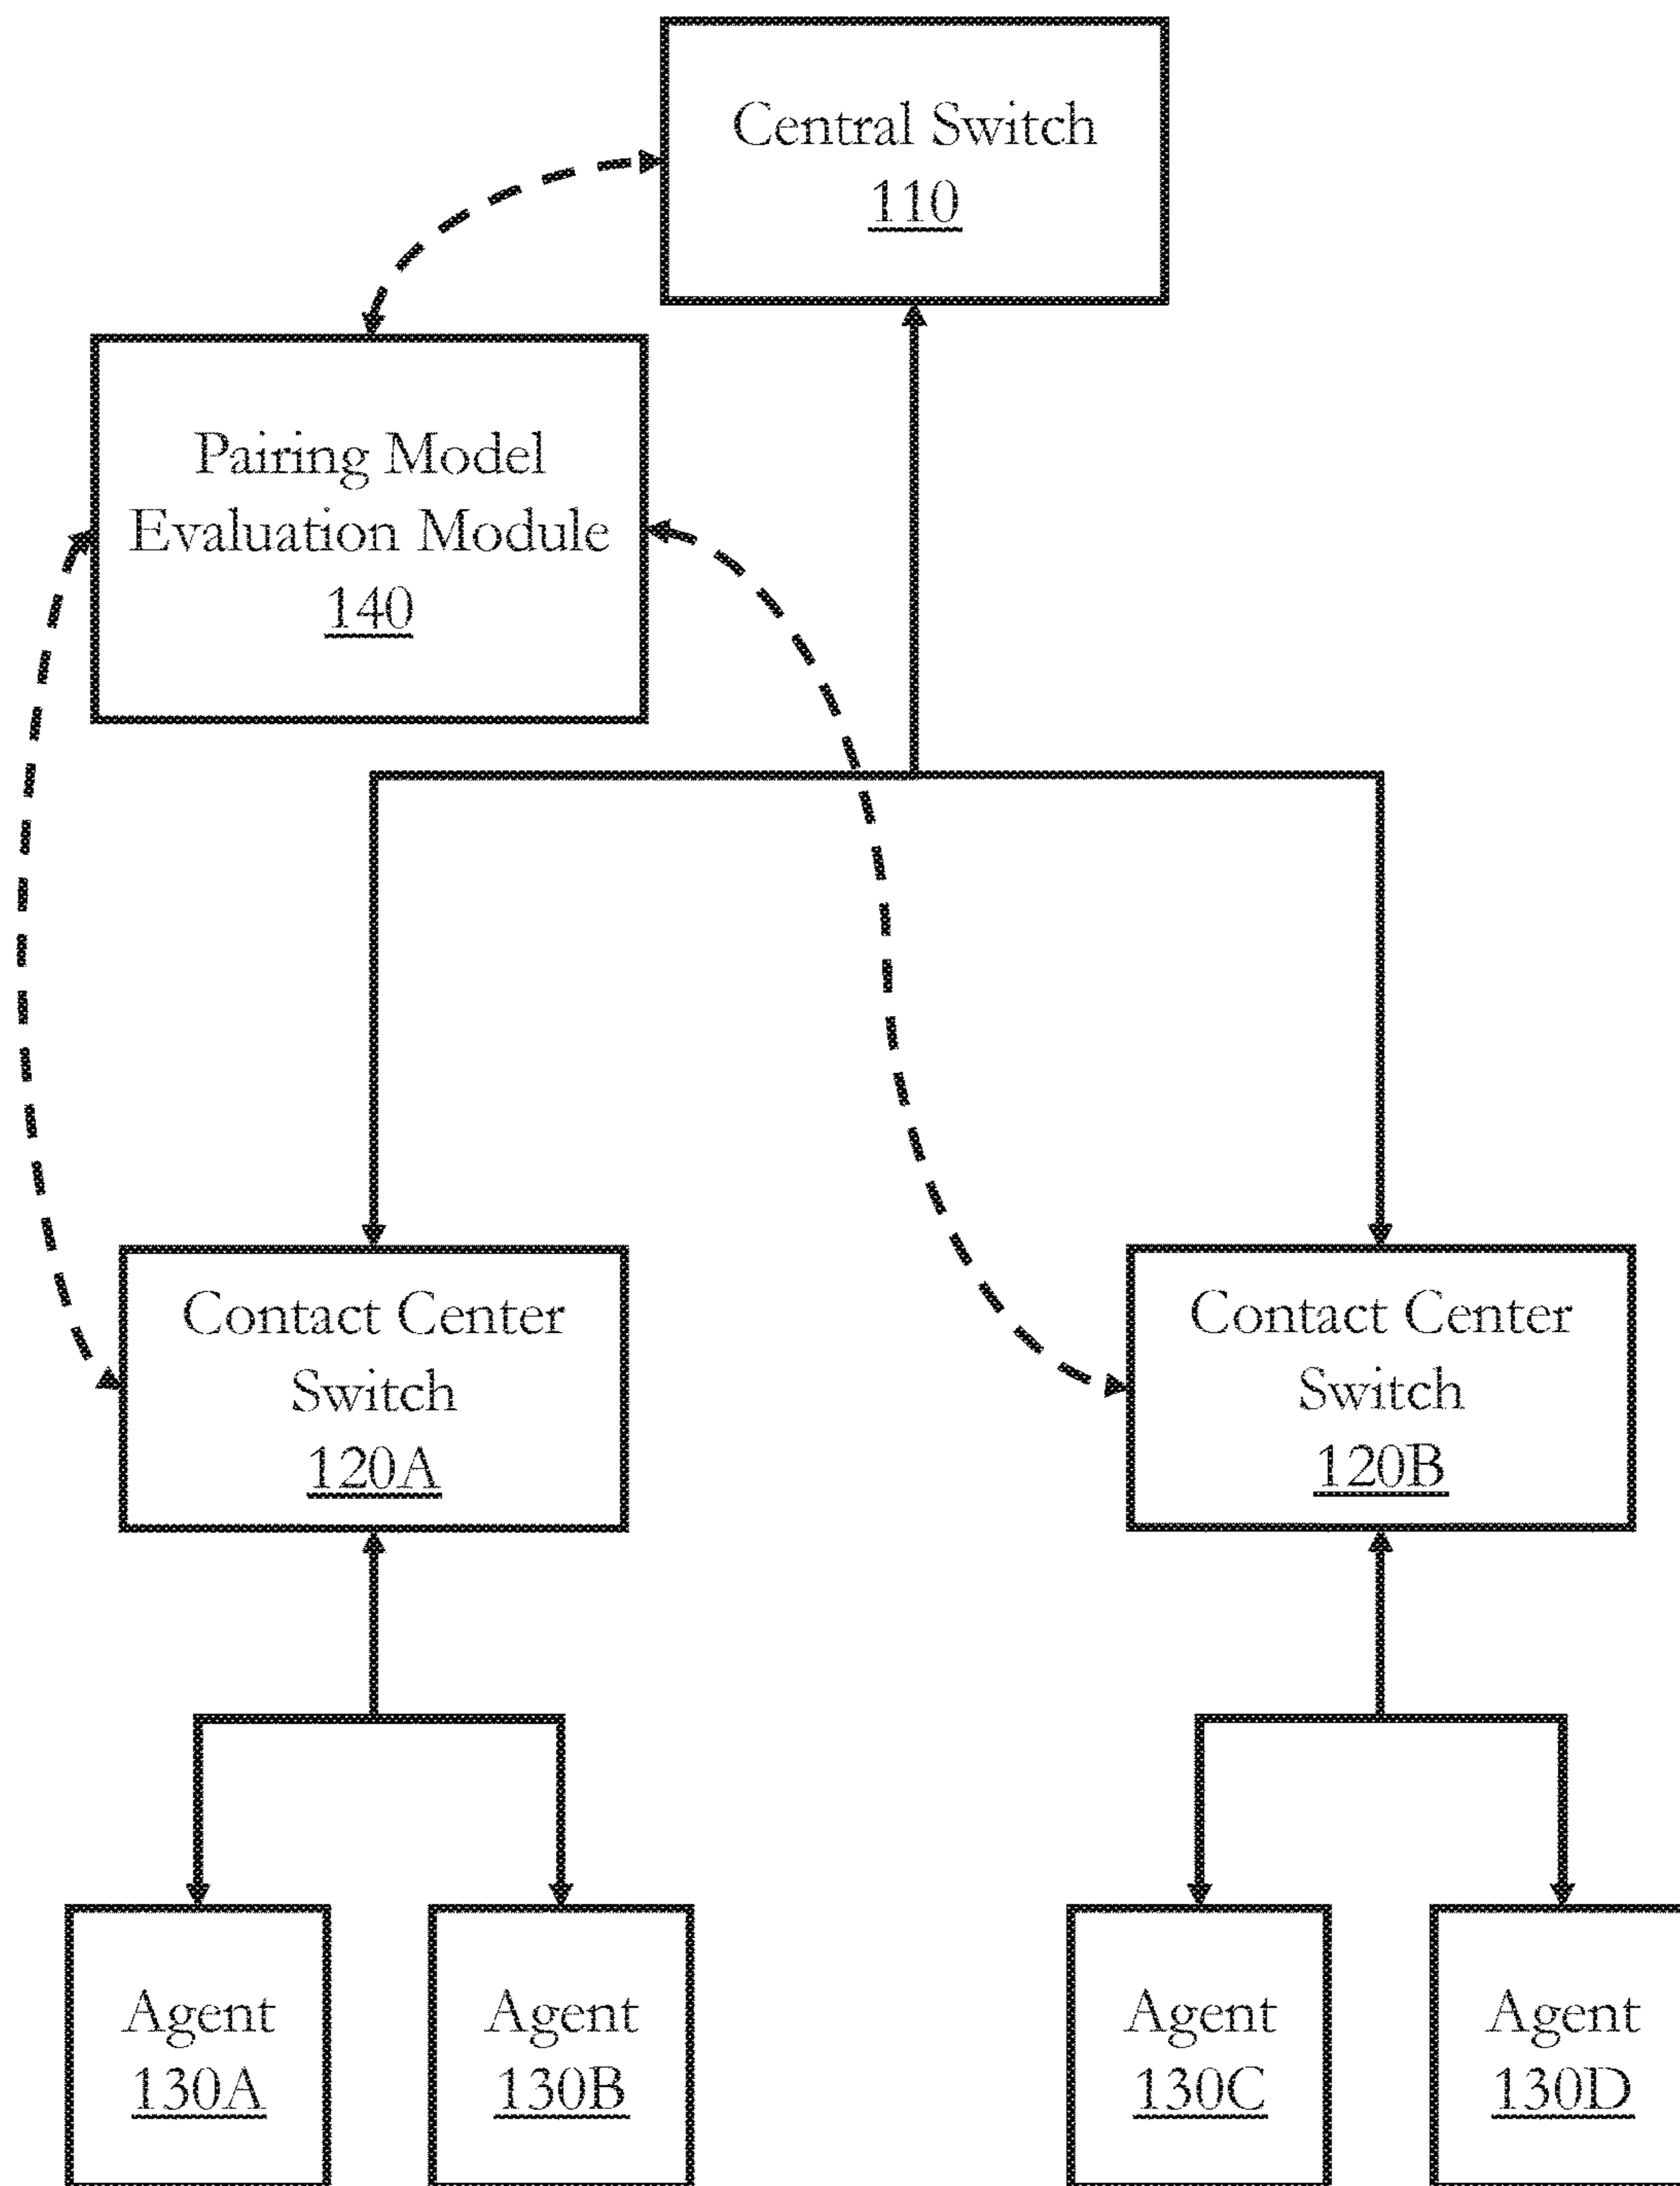 Central Switch
110
Pairing Model
Evaluation Module
140
Contact Center
Switch
120A
Contact Center
Switch
120B
Agent
130A
Agent
130B
Agent
130C
Agent
130D